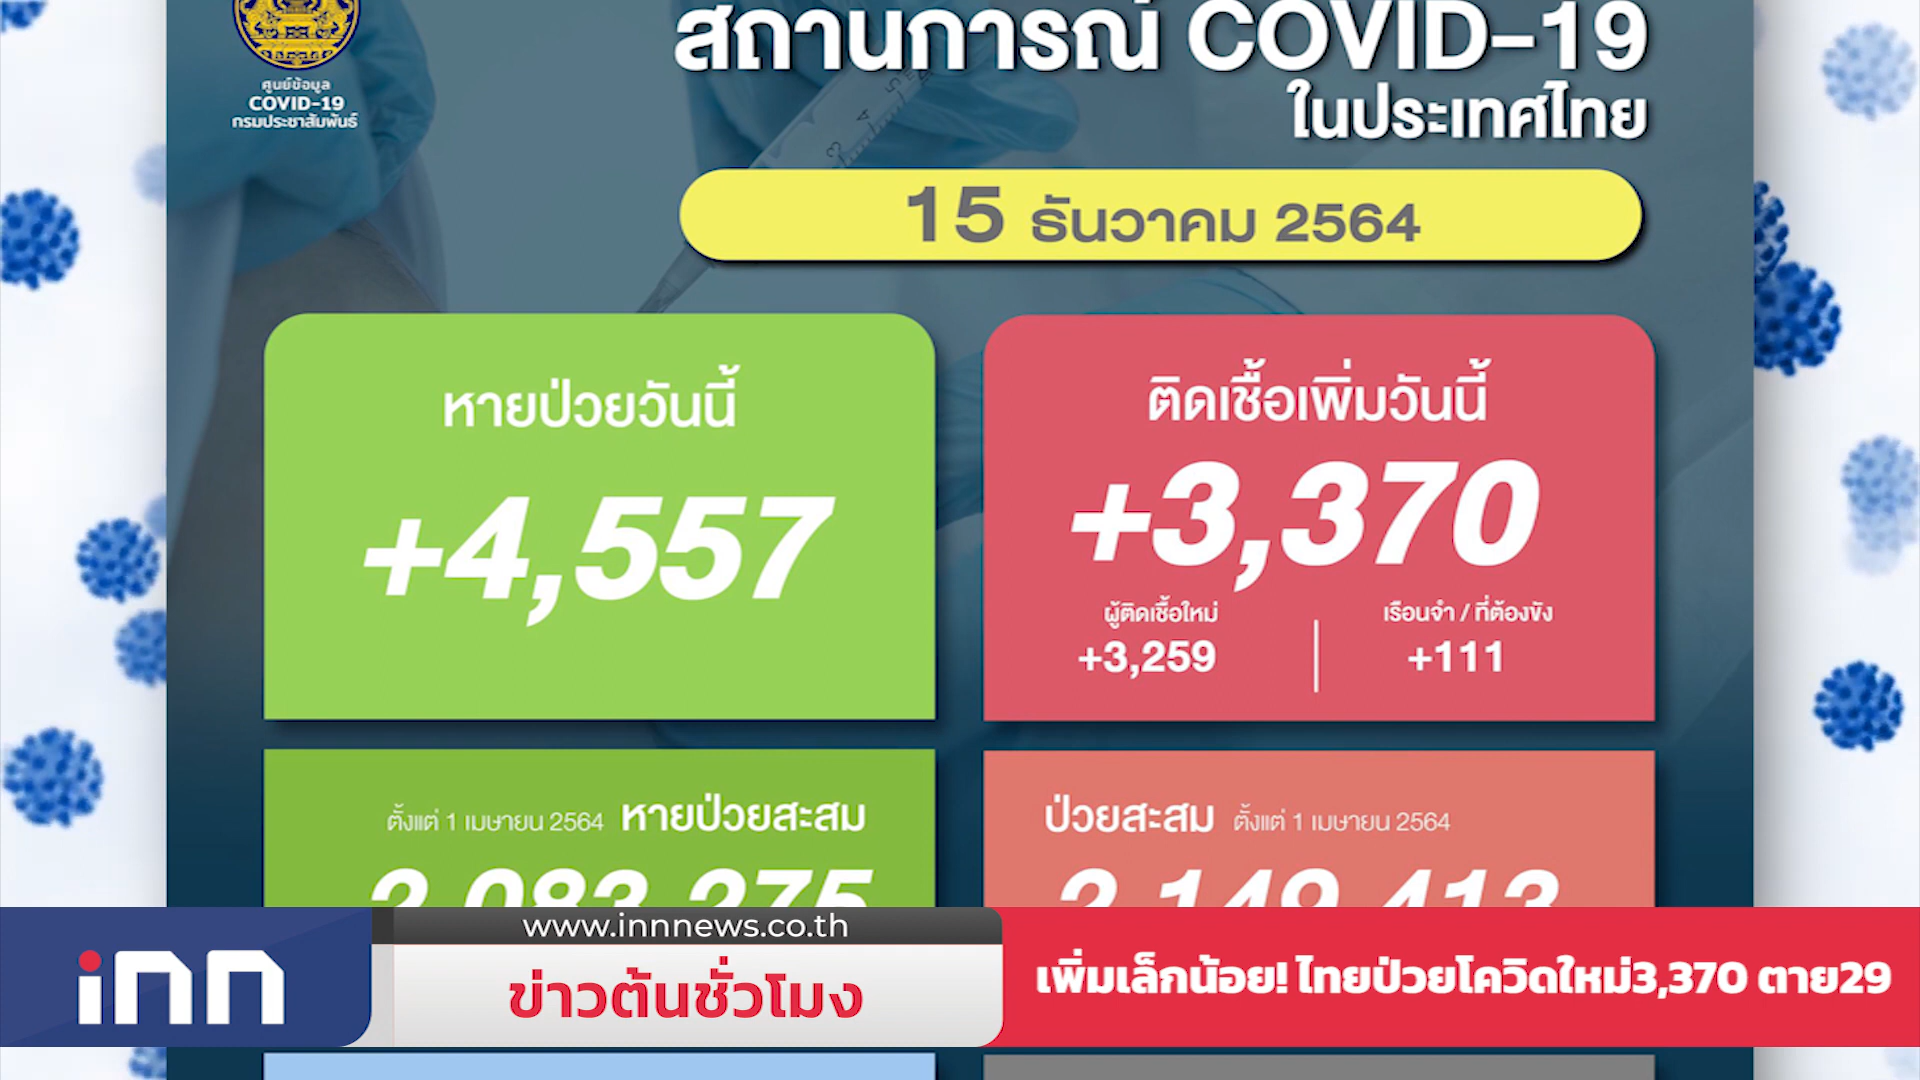 สถานการณ์ COVID-19
ในประเทศไทย
ศูนย์ข้อมูล
COVID-19
กรมประชาสัมพันธ์
15 ธันวาคม 2564
หายป่วยวันนี้
+4,557
ติดเชื้อเพิ่มวันนี้
+3,370
ผู้ติดเชื้อใหม่
+3,259
เรือนจำ / ที่ต้องขัง
+111
ตั้งแต่ 1 เมษายน 2564 หายป่วยสะสม
2,083,275
ป่วยสะสม ตั้งแต่ 1 เมษายน 2564
2,149,413
inn
www.innnews.co.th
ข่าวต้นชั่วโมง
เพิ่มเล็กน้อย! ไทยป่วยโควิดใหม่3,370 ตาย29